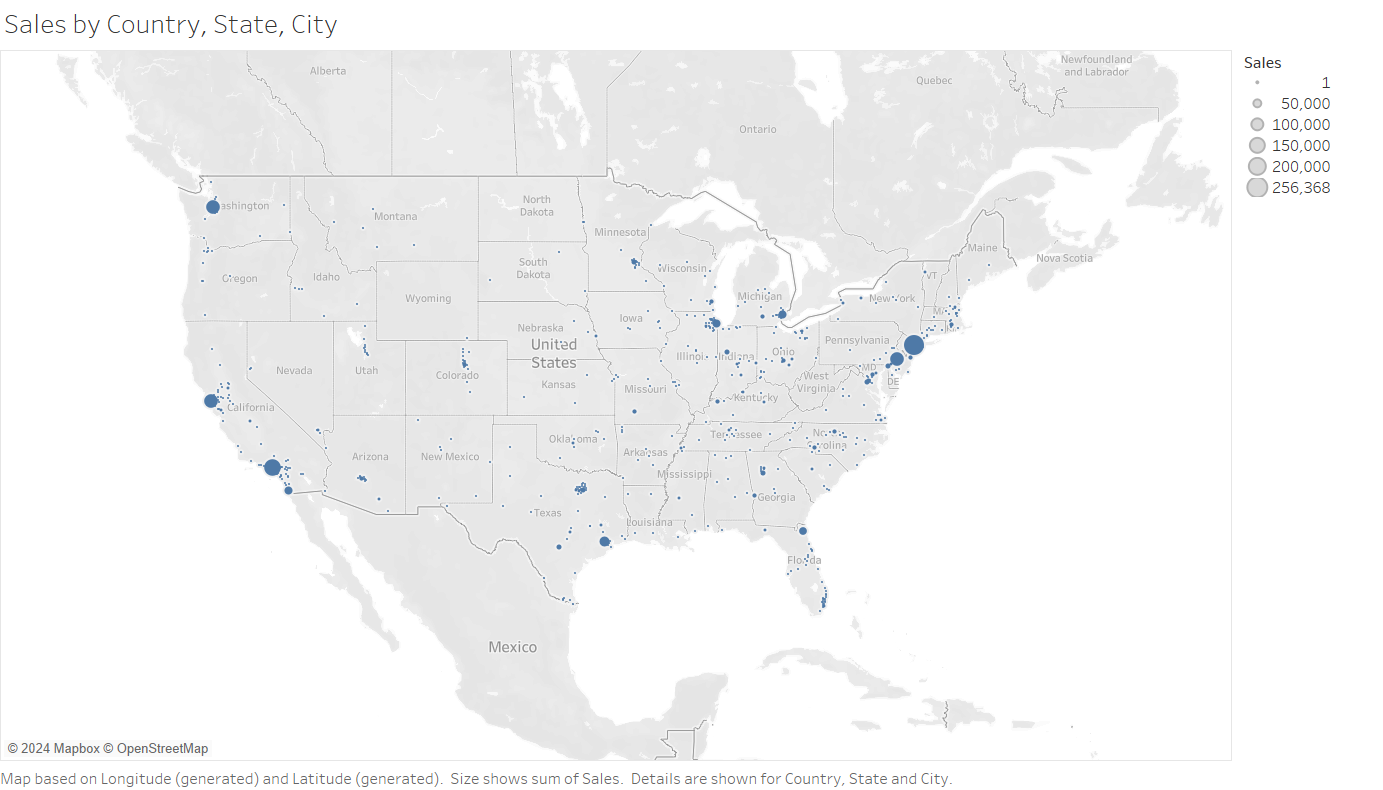 Sales by Country, State, City
Sales
1
50,000
100,000
150,000
200,000
256,368
Alberta
Ontario
Quebec
Newfoundland
and Labrador
Nova Scotia
ashington
Montana
North
Dakota
Minnesota
Wisconsin
Michigan
Maine
VT
New York
MA
Oregon
Idaho
South
Dakota
Wyoming
Iowa
Nebraska
United
States
Illinois
Indiana
Ohio
Pennsylvania
MD
DE
West
Virginia
Nevada
Utah
Colorado
Kansas
Missouri
Kentucky
California
Oklahoma
Tennessee
North
Carolina
Arizona
New Mexico
Arkansas
Mississippi
Georgia
Texas
Louisiana
Florida
Mexico
© 2024 Mapbox © OpenStreetMap
Map based on Longitude (generated) and Latitude (generated).  Size shows sum of Sales.  Details are shown for Country, State and City.